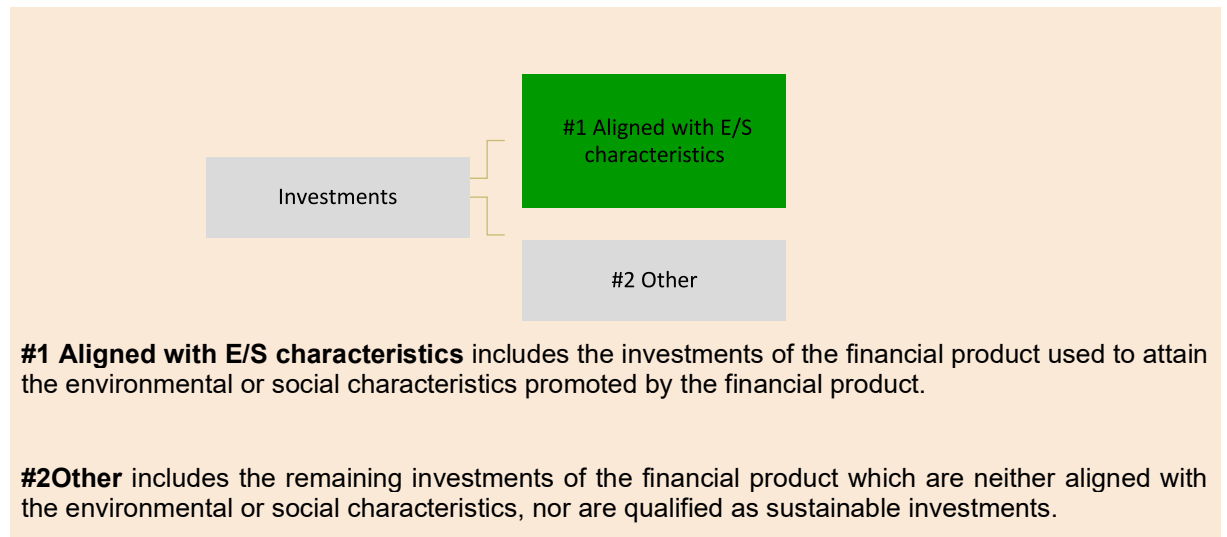 #1 Aligned with E/S
characteristics
Investments
#2 Other
#1 Aligned with E/S characteristics includes the investments of the financial product used to attain
the environmental or social characteristics promoted by the financial product.
#2Other includes the remaining investments of the financial product which are neither aligned with
the environmental or social characteristics, nor are qualified as sustainable investments.